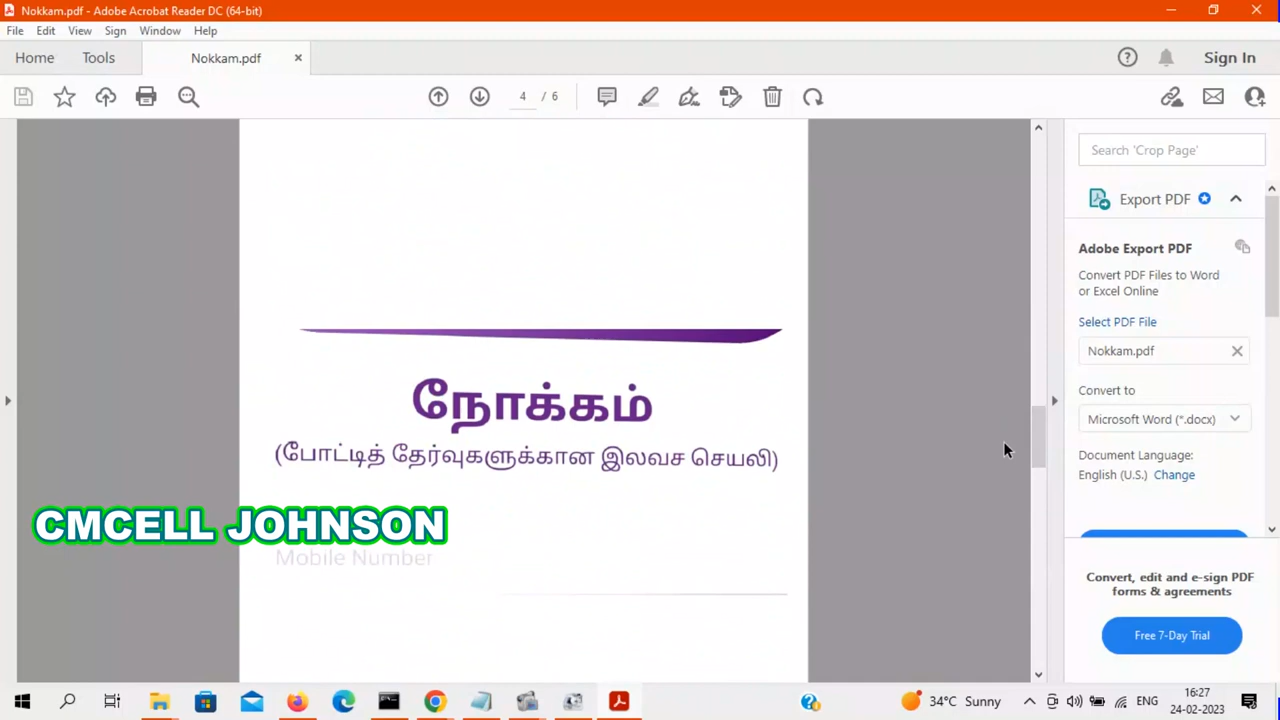 Nokkam.pdf - Adobe Acrobat Reader DC (64-bit)
File Edit View Sign Window Help
Home Tools Nokkam.pdf × Sign In
4 / 6
Search 'Crop Page'
Export PDF
Adobe Export PDF
Convert PDF Files to Word
or Excel Online
Select PDF File
Nokkam.pdf
Convert to
Microsoft Word (*.docx)
Document Language:
English (U.S.) Change
Convert, edit and e-sign PDF
forms & agreements
Free 7-Day Trial
நோக்கம்
(போட்டித் தேர்வுகளுக்கான இலவச செயலி)
CMCELL JOHNSON
Mobile Number
34°C Sunny
ENG
16:27
24-02-2023